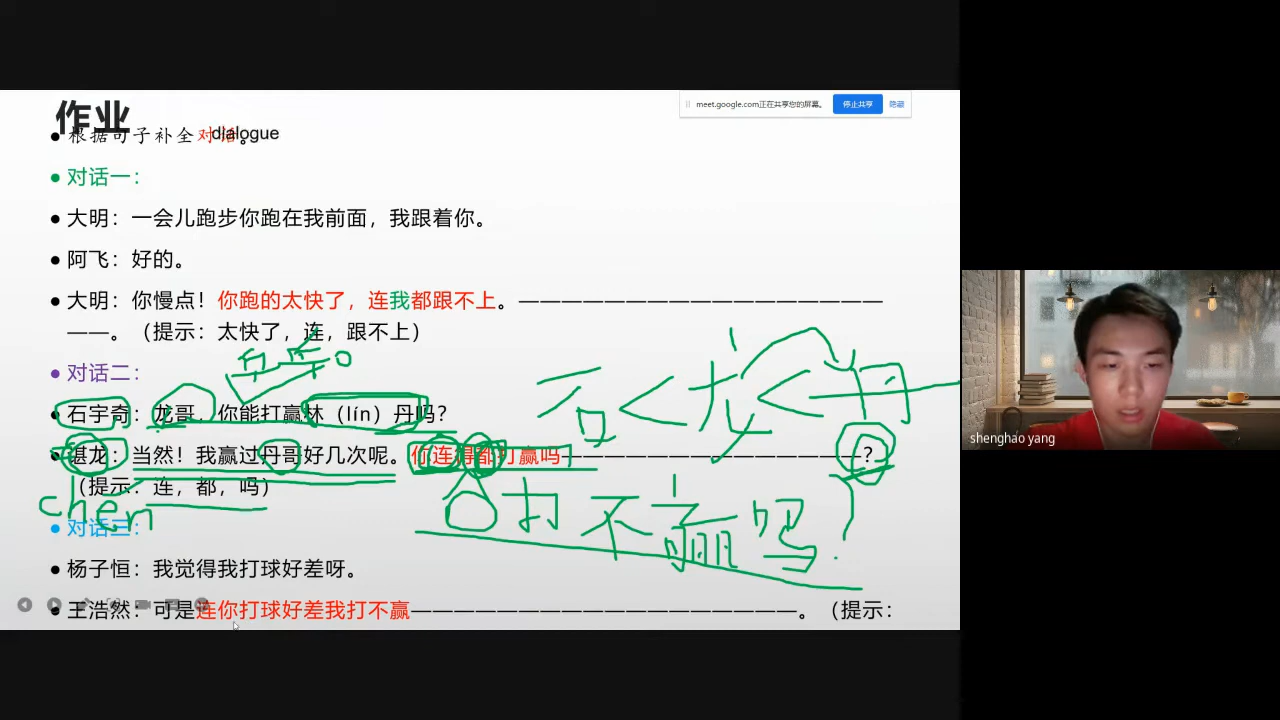 作业
meet.google.com正在共享您的屏幕。 停止共享 隐藏
● 根据句子补全对话。dialogue
● 对话一：
● 大明：一会儿跑步你跑在我前面，我跟着你。
● 阿飞：好的。
● 大明：你慢点！你跑的太快了，连我都跟不上。——————————————————
——。（提示：太快了，连，跟不上）
● 对话二：
● 石宇奇：龙哥，你能打赢林（lín）丹吗？
石<龙<丹
● 谌龙：当然！我赢过丹哥好几次呢。你连得都打赢吗——————————————？
（提示：连，都，吗）
chen
打不赢吗？
● 对话三：
● 杨子恒：我觉得我打球好差呀。
● 王浩然：可是连你打球好差我打不赢——————————————————。（提示：
shenghao yang